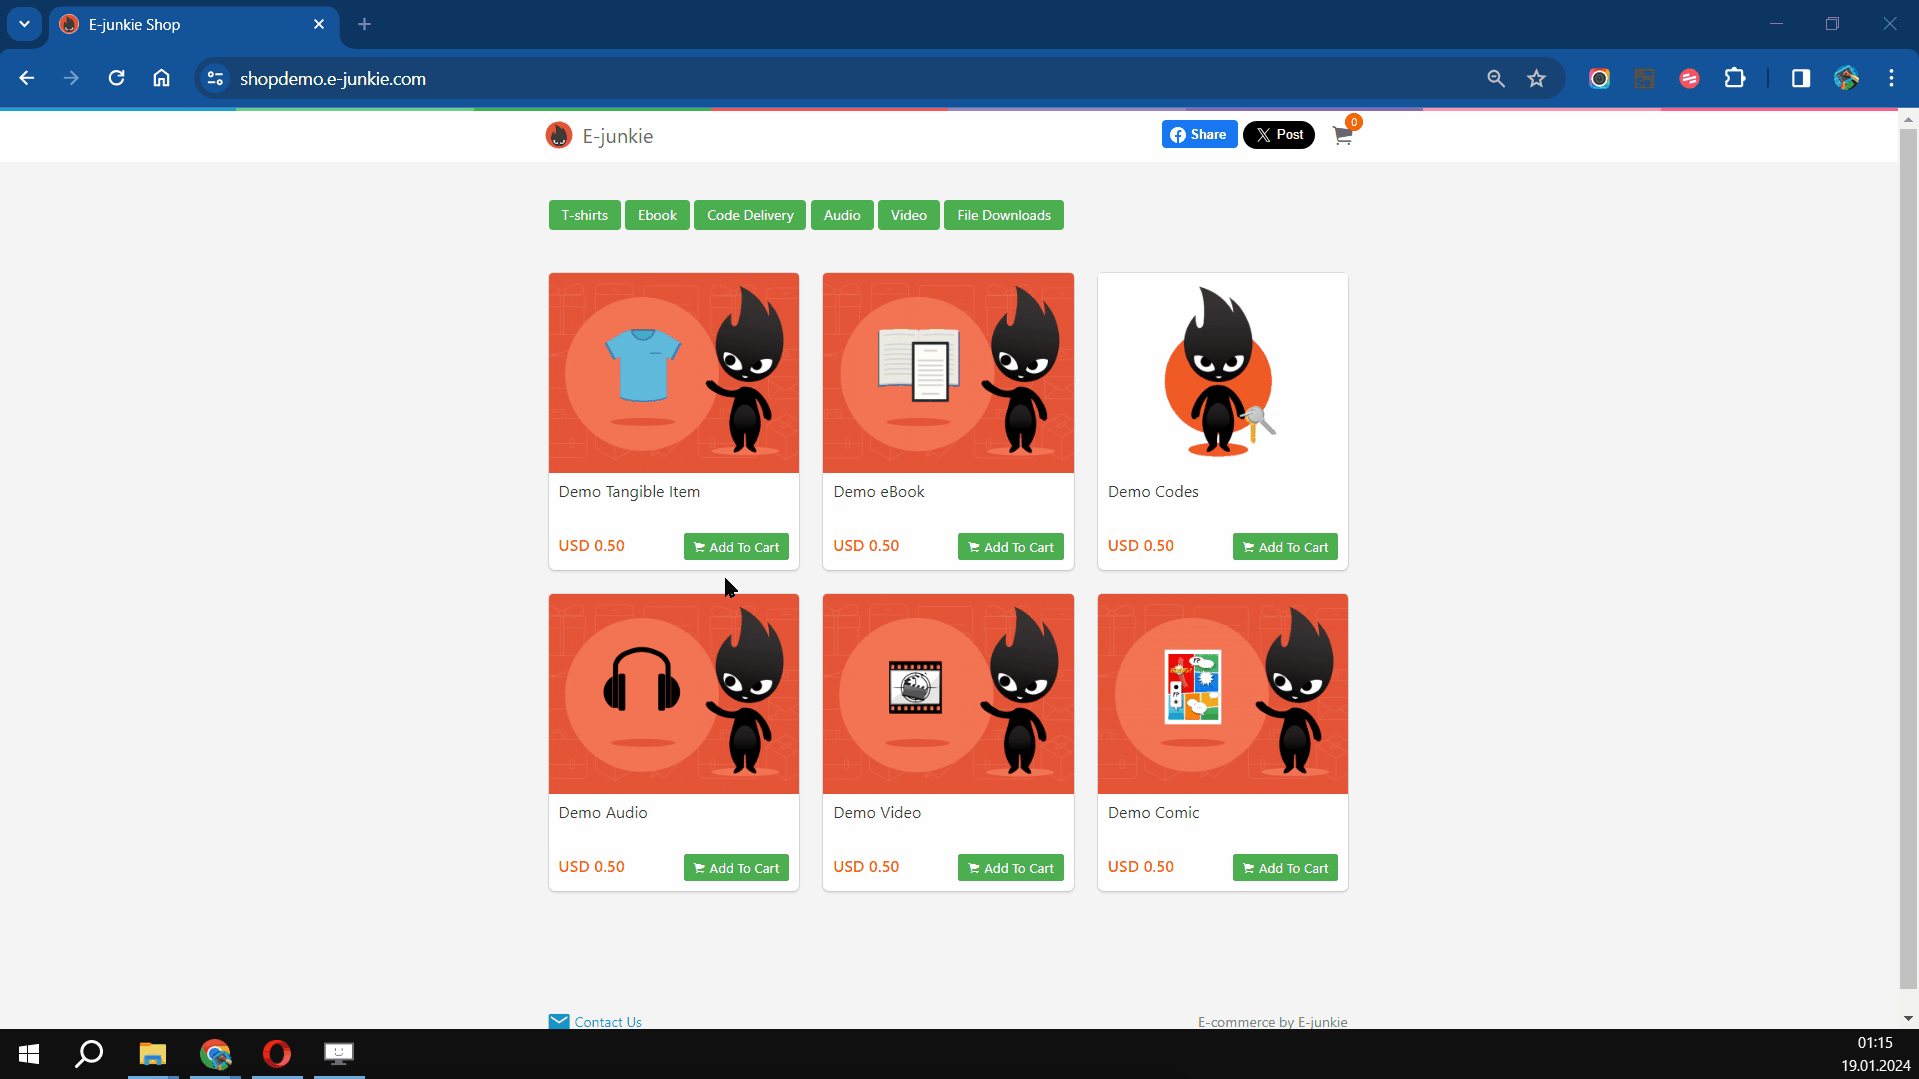 E-junkie Shop
shopdemo.e-junkie.com
E-junkie
Share
Post
0
T-shirts
Ebook
Code Delivery
Audio
Video
File Downloads
Demo Tangible Item
USD 0.50
Add To Cart
Demo eBook
USD 0.50
Add To Cart
Demo Codes
USD 0.50
Add To Cart
Demo Audio
USD 0.50
Add To Cart
Demo Video
USD 0.50
Add To Cart
Demo Comic
USD 0.50
Add To Cart
Contact Us
E-commerce by E-junkie
01:15
19.01.2024